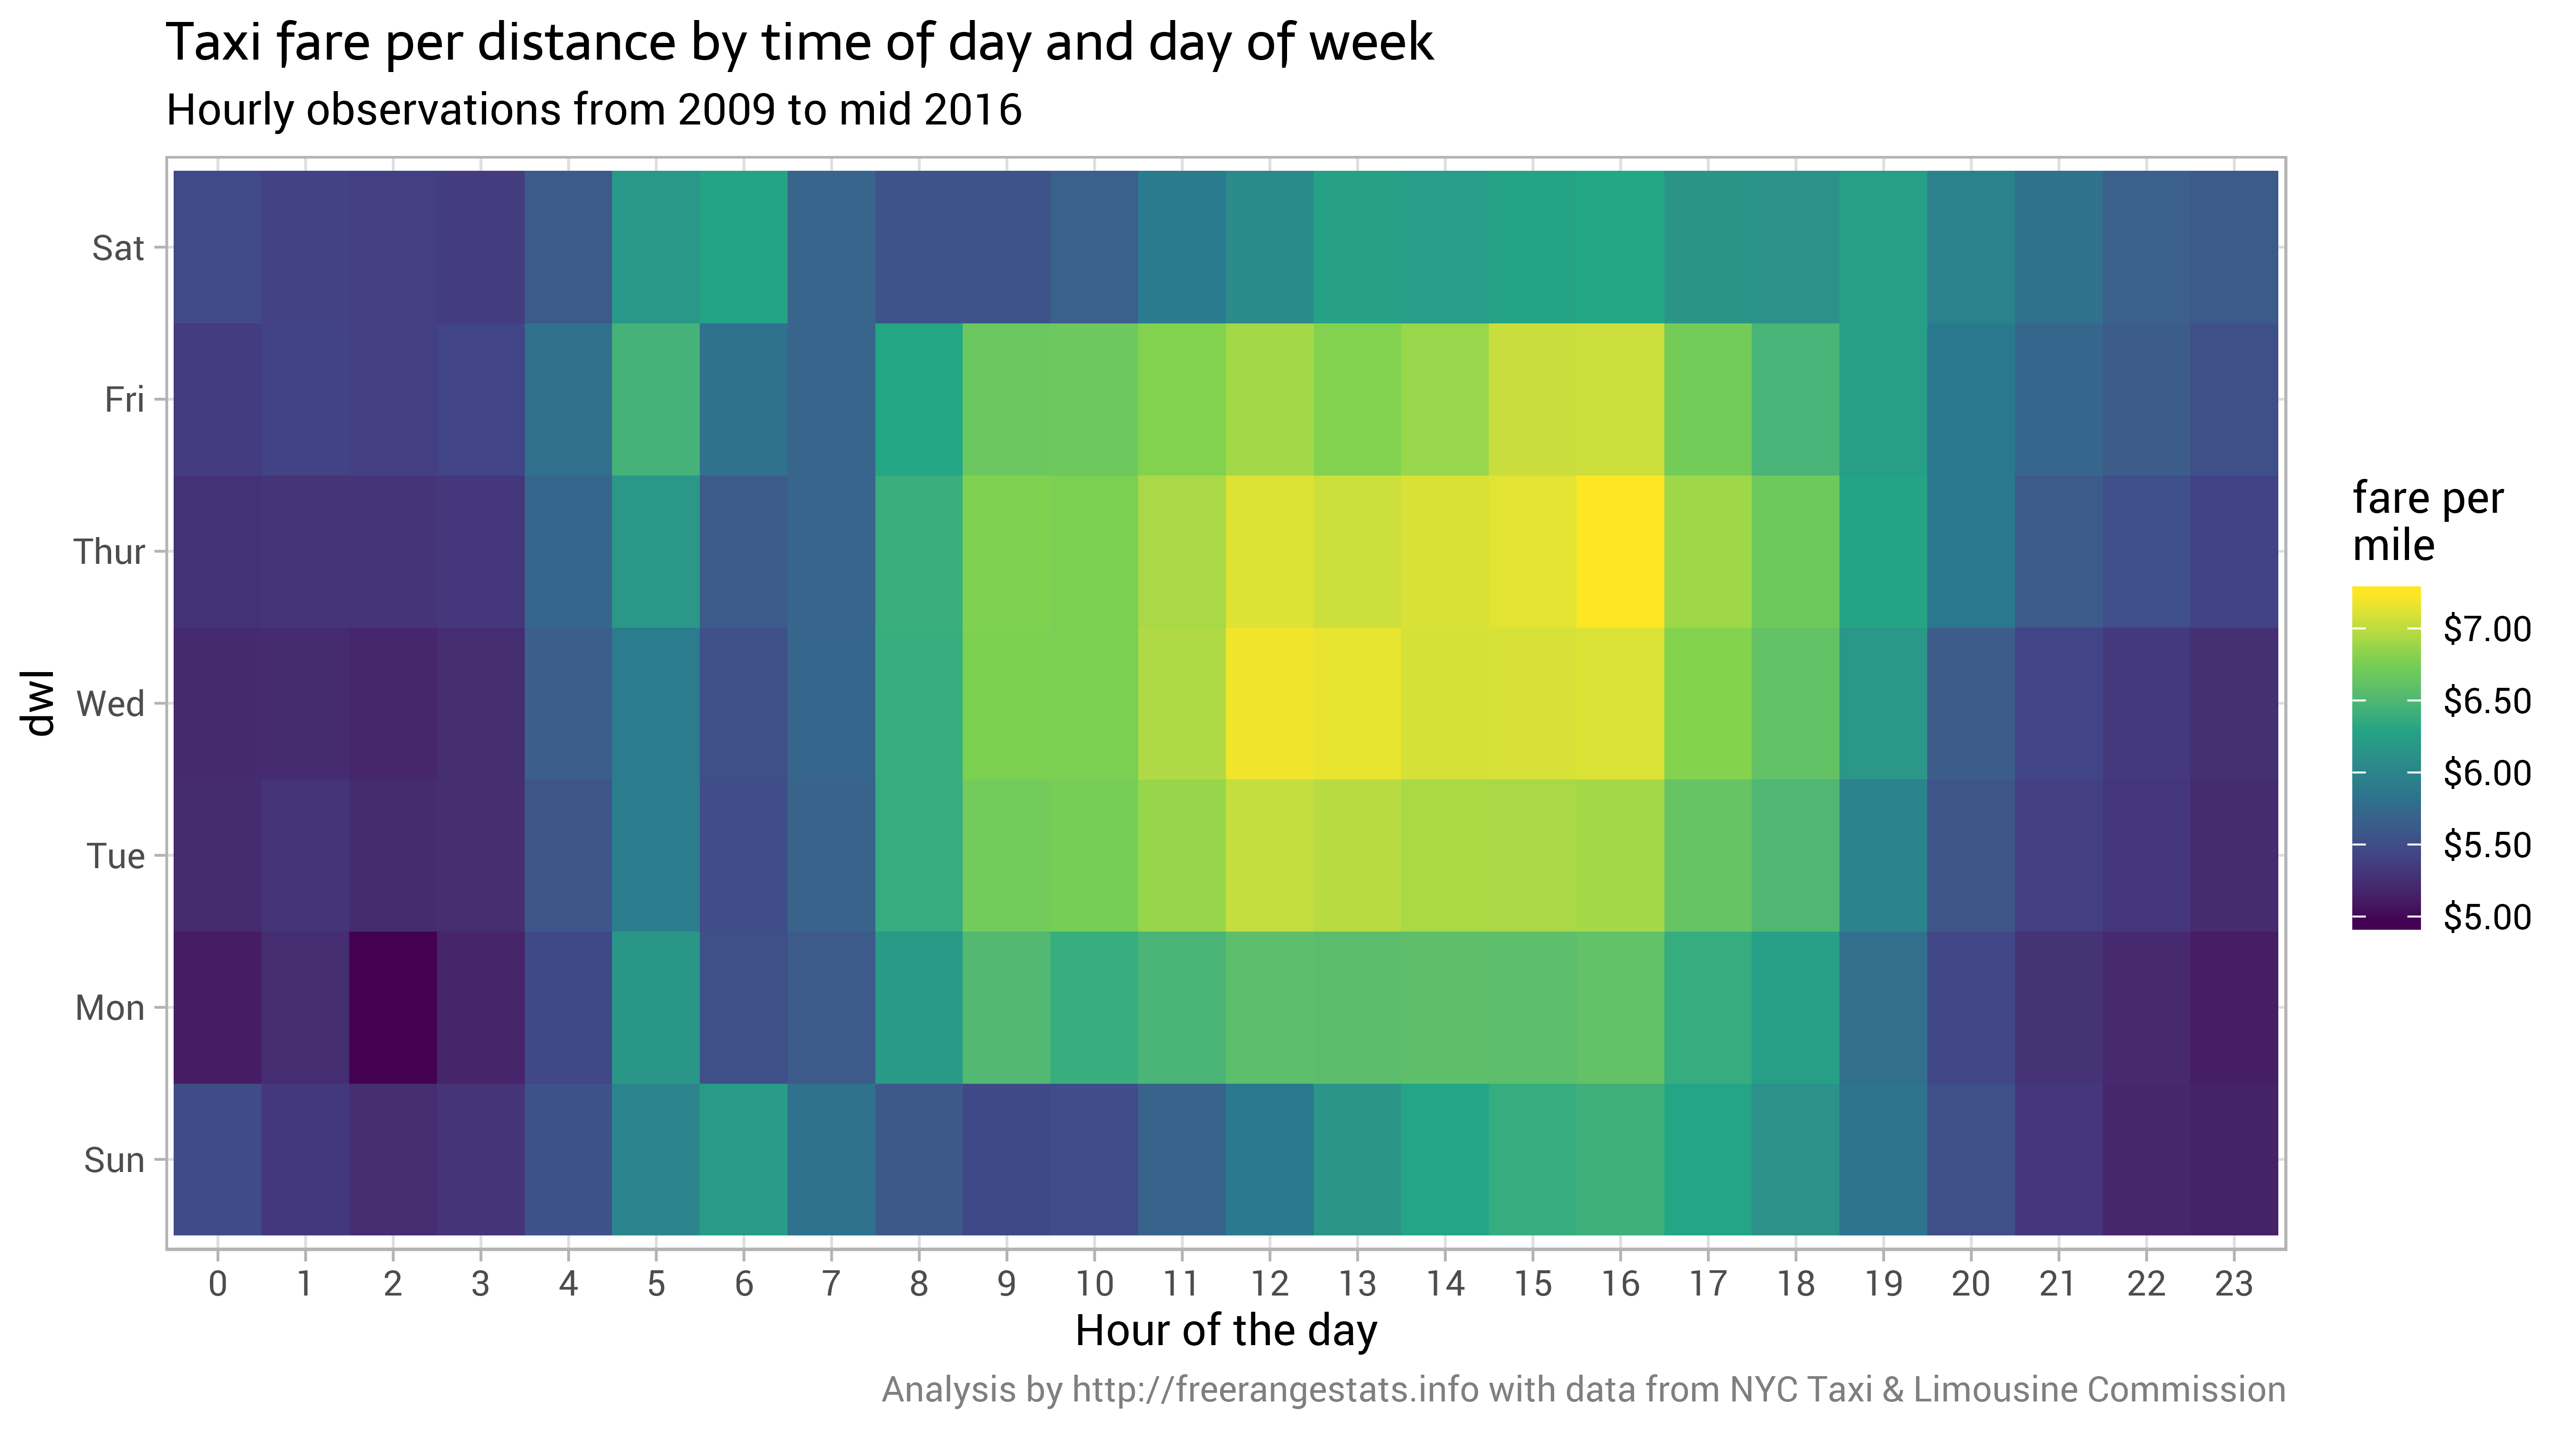 Taxi fare per distance by time of day and day of week
Hourly observations from 2009 to mid 2016
dwl
Sat
Fri
Thur
Wed
Tue
Mon
Sun
0 1 2 3 4 5 6 7 8 9 10 11 12 13 14 15 16 17 18 19 20 21 22 23
Hour of the day
fare per
mile
$7.00
$6.50
$6.00
$5.50
$5.00
Analysis by http://freerangestats.info with data from NYC Taxi & Limousine Commission